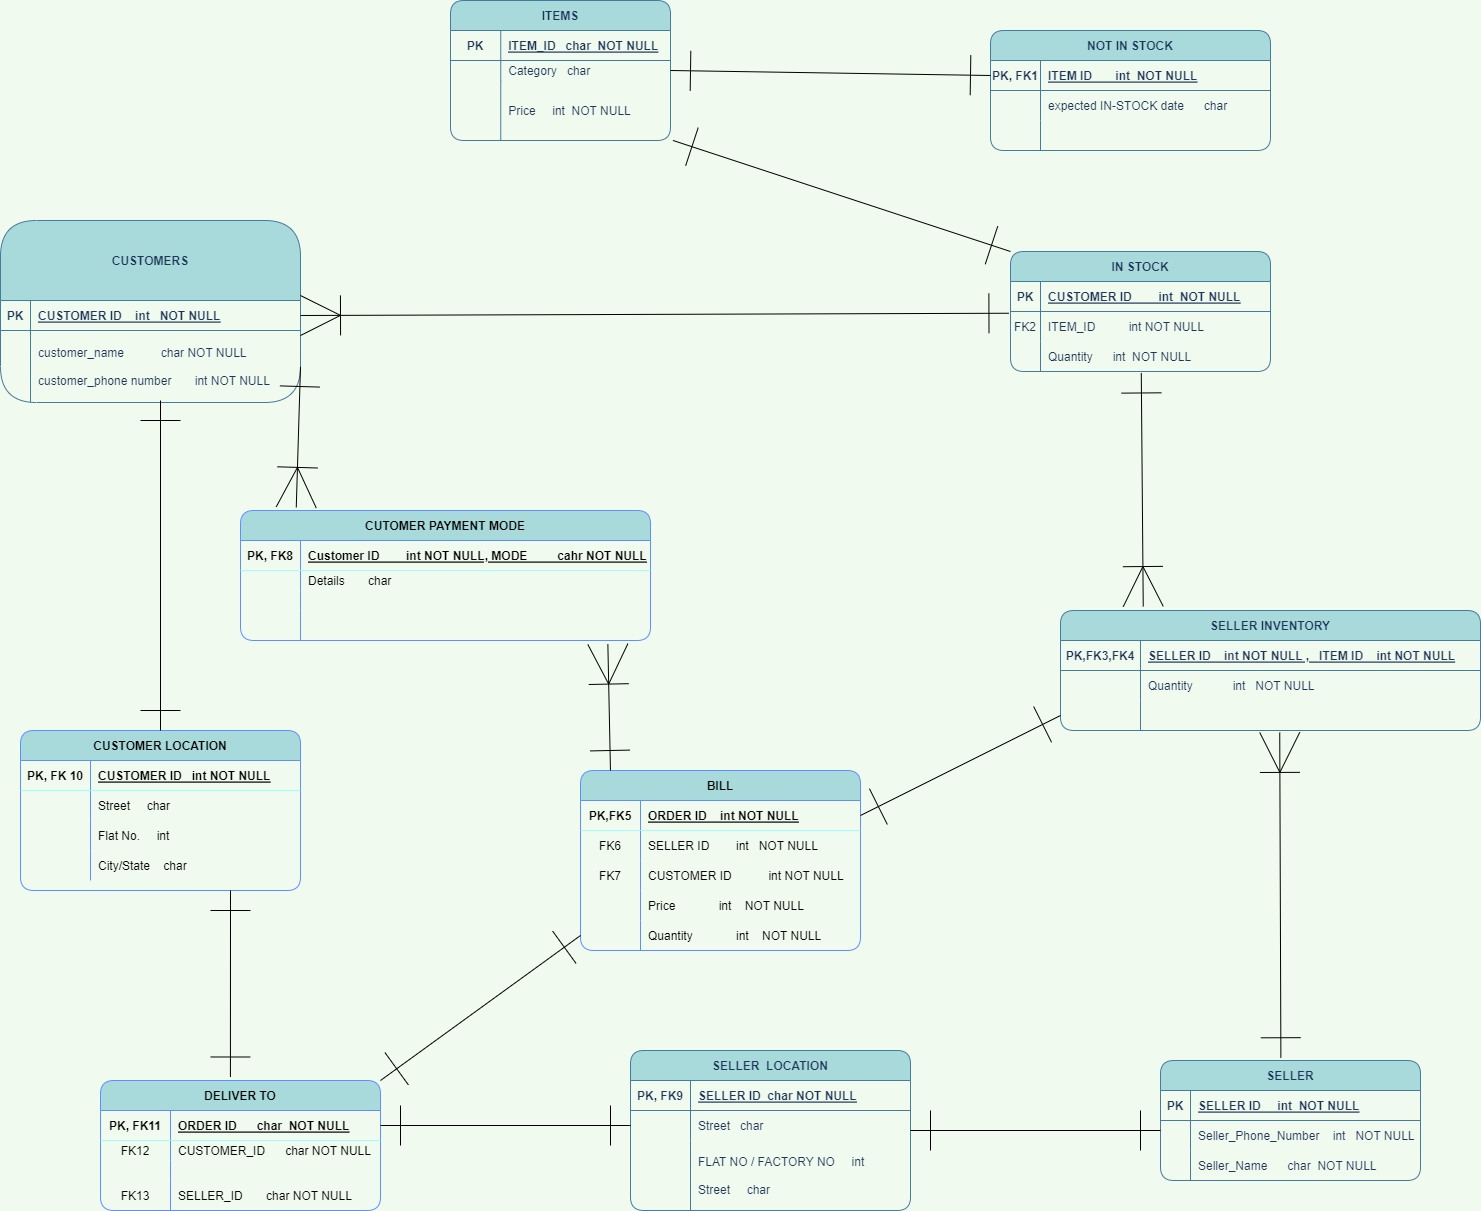 ITEMS
PK ITEM_ID char NOT NULL
Category char
Price int NOT NULL
NOT IN STOCK
PK, FK1 ITEM ID int NOT NULL
expected IN-STOCK date char
CUSTOMERS
PK CUSTOMER ID int NOT NULL
customer_name char NOT NULL
customer_phone number int NOT NULL
IN STOCK
PK CUSTOMER ID int NOT NULL
FK2 ITEM_ID int NOT NULL
Quantity int NOT NULL
CUTOMER PAYMENT MODE
PK, FK8 Customer ID int NOT NULL, MODE cahr NOT NULL
Details char
SELLER INVENTORY
PK,FK3,FK4 SELLER ID int NOT NULL , ITEM ID int NOT NULL
Quantity int NOT NULL
CUSTOMER LOCATION
PK, FK 10 CUSTOMER ID int NOT NULL
Street char
Flat No. int
City/State char
BILL
PK,FK5 ORDER ID int NOT NULL
FK6 SELLER ID int NOT NULL
FK7 CUSTOMER ID int NOT NULL
Price int NOT NULL
Quantity int NOT NULL
DELIVER TO
PK, FK11 ORDER ID char NOT NULL
FK12 CUSTOMER_ID char NOT NULL
FK13 SELLER_ID char NOT NULL
SELLER LOCATION
PK, FK9 SELLER ID char NOT NULL
Street char
FLAT NO / FACTORY NO int
Street char
SELLER
PK SELLER ID int NOT NULL
Seller_Phone_Number int NOT NULL
Seller_Name char NOT NULL